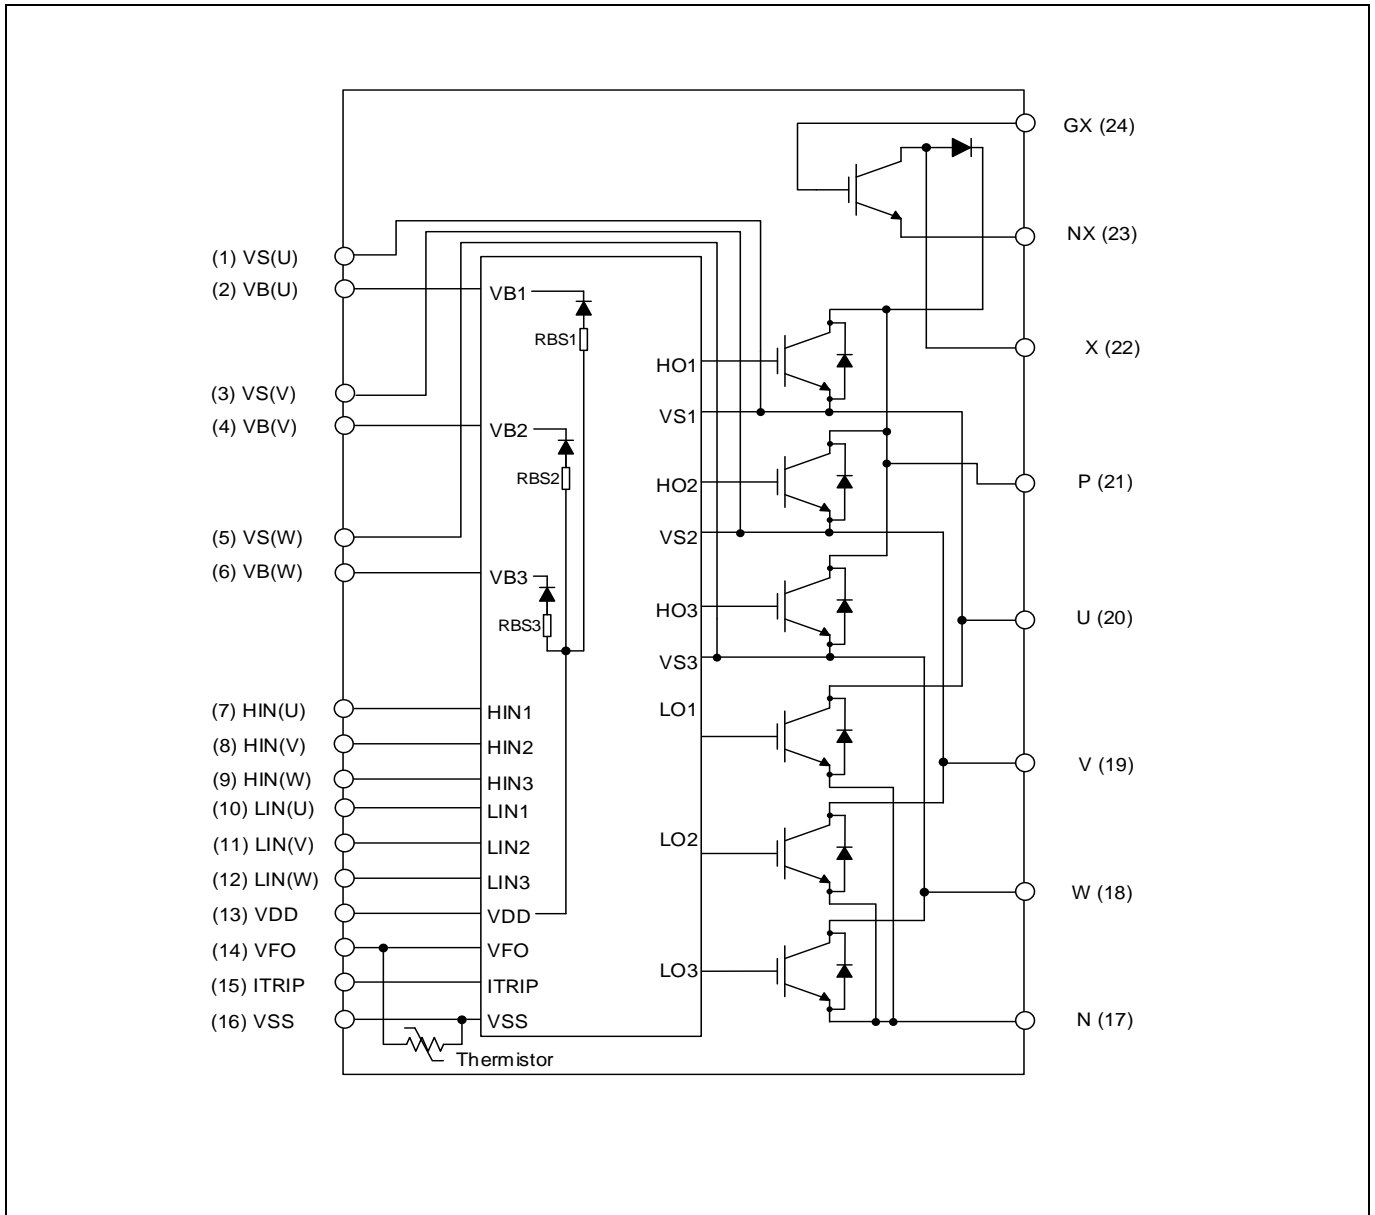 (1) VS(U)
(2) VB(U)
(3) VS(V)
(4) VB(V)
(5) VS(W)
(6) VB(W)
(7) HIN(U)
(8) HIN(V)
(9) HIN(W)
(10) LIN(U)
(11) LIN(V)
(12) LIN(W)
(13) VDD
(14) VFO
(15) ITRIP
(16) VSS
VB1
RBS1
VB2
RBS2
VB3
RBS3
HIN1
HIN2
HIN3
LIN1
LIN2
LIN3
VDD
VFO
ITRIP
VSS
Thermistor
HO1
VS1
HO2
VS2
HO3
VS3
LO1
LO2
LO3
GX (24)
NX (23)
X (22)
P (21)
U (20)
V (19)
W (18)
N (17)